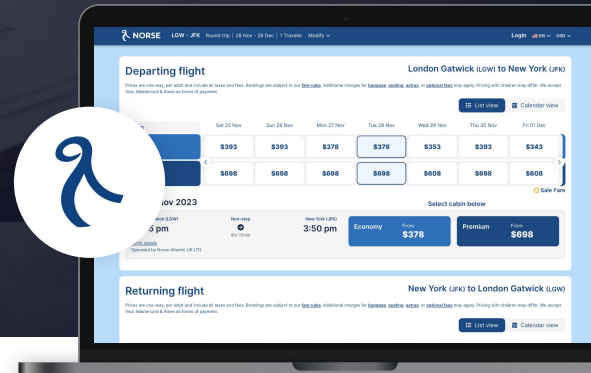 NORSE LGW - JFK Round trip | 28 Nov - 28 Dec | 1 Traveler Modify Login EN USD
Departing flight London Gatwick (LGW) to New York (JFK)
Prices are one-way, per adult and include all taxes and fees. Bookings are subject to our fare rules. Additional charges for baggage, seating, extras, or optional fees may apply. Pricing with children may differ. We accept
Visa, Mastercard & Amex as forms of payment.
List view Calendar view
Sat 25 Nov Sun 26 Nov Mon 27 Nov Tue 28 Nov Wed 29 Nov Thu 30 Nov Fri 01 Dec
$393 $393 $378 $378 $353 $393 $343
$698 $698 $698 $698 $608 $698 $608
Sale Fare
ov 2023 Select cabin below
wick (LGW) Non-stop New York (JFK)
5 pm 3:50 pm Economy From Premium From
8h 15min $378 $698
details
Operated by Norse Atlantic UK LTD
Returning flight New York (JFK) to London Gatwick (LGW)
Prices are one-way, per adult and include all taxes and fees. Bookings are subject to our fare rules. Additional charges for baggage, seating, extras, or optional fees may apply. Pricing with children may differ. We accept
Visa, Mastercard & Amex as forms of payment.
List view Calendar view